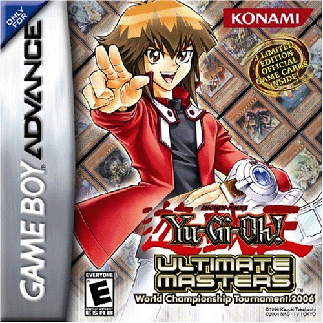 ONLY
FOR
GAME BOY ADVANCE
KONAMI
LIMITED
EDITION
OFFICIAL
GAME CARDS
INSIDE
Yu-Gi-Oh!
ULTIMATE
MASTERS
World Championship Tournament 2006
EVERYONE
E
ESRB